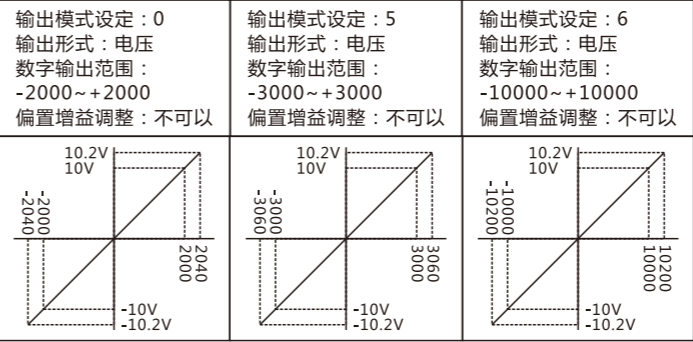 输出模式设定：0
输出形式：电压
数字输出范围：
-2000~+2000
偏置增益调整：不可以
输出模式设定：5
输出形式：电压
数字输出范围：
-3000~+3000
偏置增益调整：不可以
输出模式设定：6
输出形式：电压
数字输出范围：
-10000~+10000
偏置增益调整：不可以
10.2V
10V
-2040
-2000
2000
2040
-10V
-10.2V
10.2V
10V
-3060
-3000
3000
3060
-10V
-10.2V
10.2V
10V
-10200
-10000
10000
10200
-10V
-10.2V